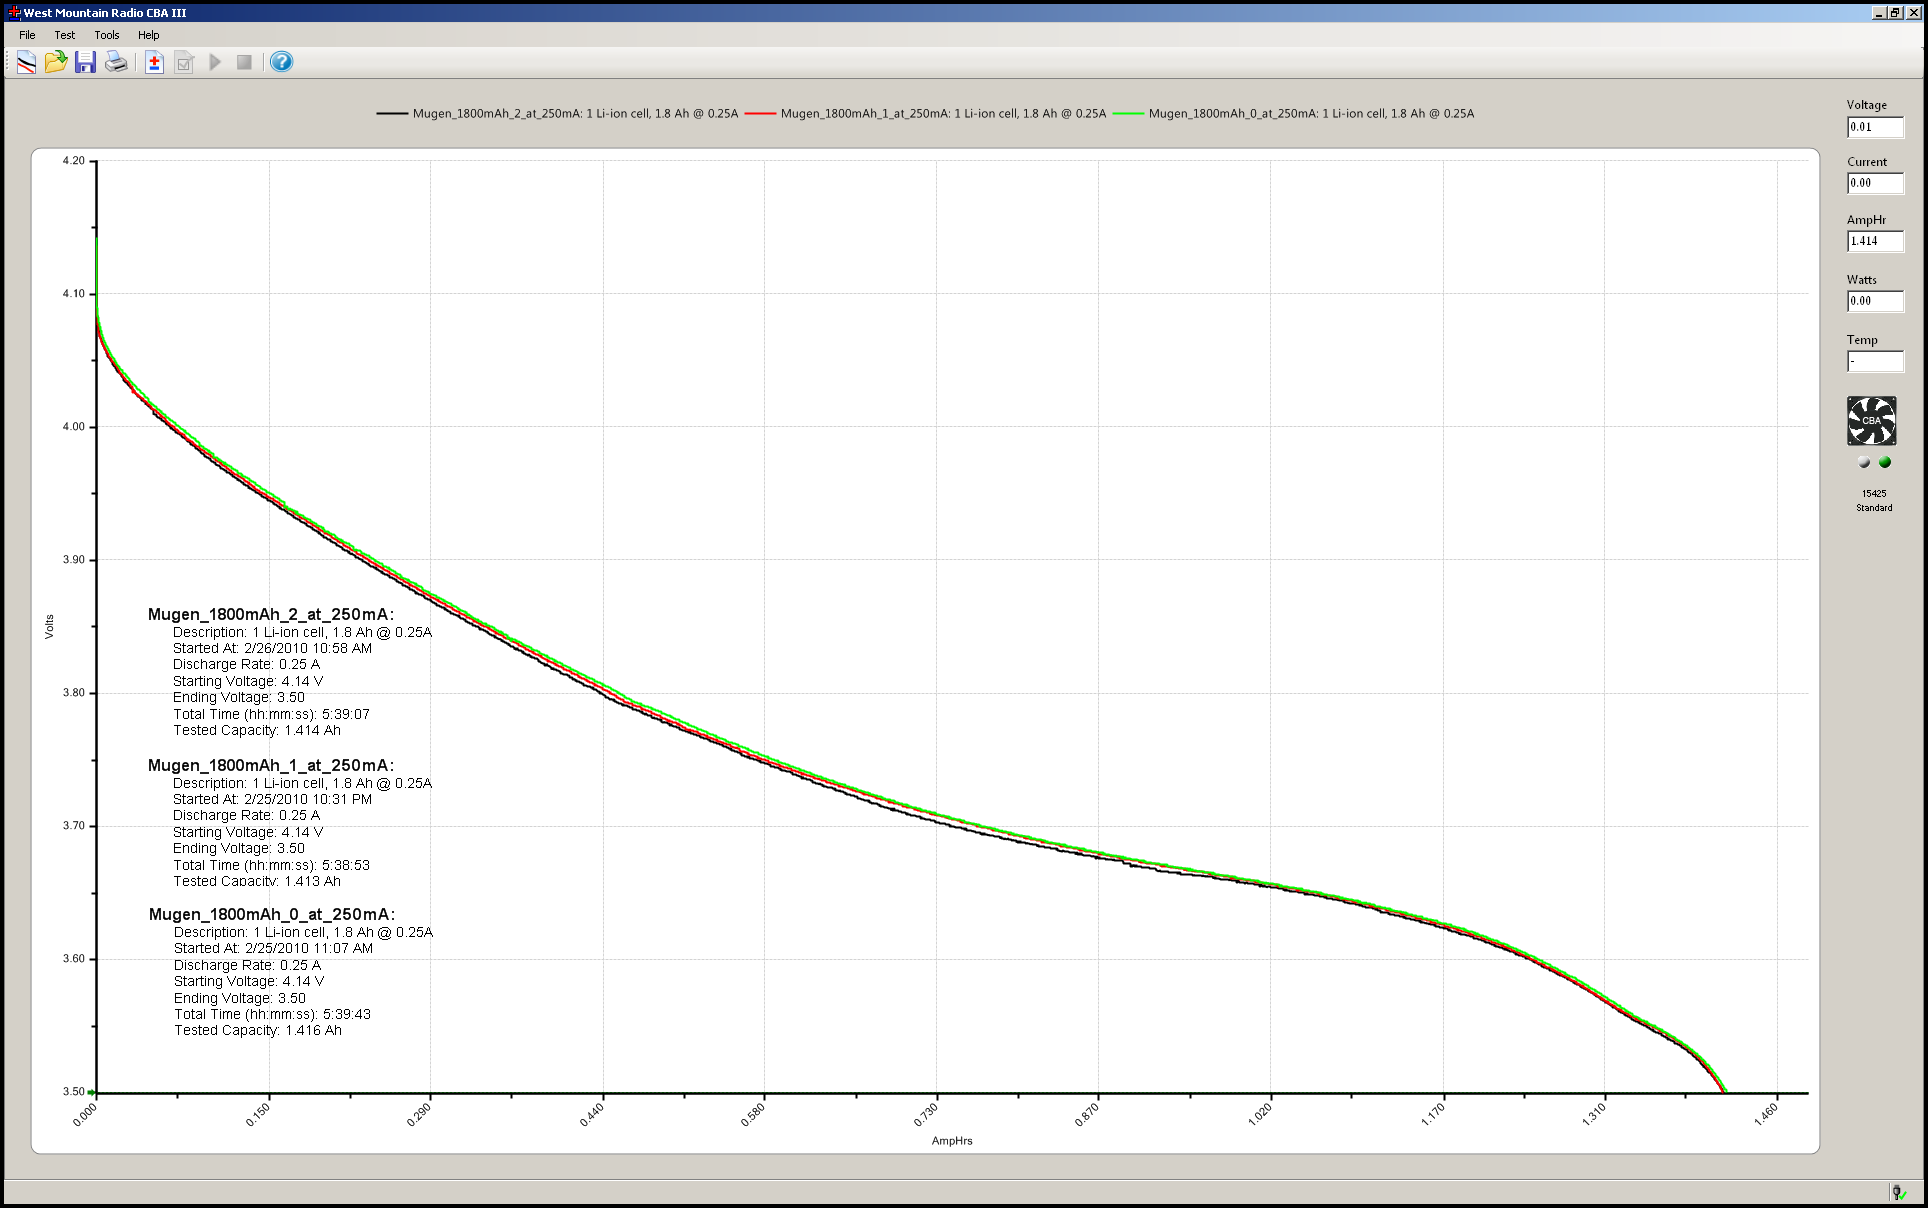 West Mountain Radio CBA III
File Test Tools Help
Mugen_1800mAh_2_at_250mA: 1 Li-ion cell, 1.8 Ah @ 0.25A Mugen_1800mAh_1_at_250mA: 1 Li-ion cell, 1.8 Ah @ 0.25A Mugen_1800mAh_0_at_250mA: 1 Li-ion cell, 1.8 Ah @ 0.25A
Voltage
0.01
Current
0.00
AmpHr
1.414
Watts
0.00
Temp
-
CBA
15425
Standard
4.20
4.10
4.00
3.90
3.80
3.70
3.60
3.50
Volts
Mugen_1800mAh_2_at_250mA:
Description: 1 Li-ion cell, 1.8 Ah @ 0.25A
Started At: 2/26/2010 10:58 AM
Discharge Rate: 0.25 A
Starting Voltage: 4.14 V
Ending Voltage: 3.50
Total Time (hh:mm:ss): 5:39:07
Tested Capacity: 1.414 Ah
Mugen_1800mAh_1_at_250mA:
Description: 1 Li-ion cell, 1.8 Ah @ 0.25A
Started At: 2/25/2010 10:31 PM
Discharge Rate: 0.25 A
Starting Voltage: 4.14 V
Ending Voltage: 3.50
Total Time (hh:mm:ss): 5:38:53
Tested Capacity: 1.413 Ah
Mugen_1800mAh_0_at_250mA:
Description: 1 Li-ion cell, 1.8 Ah @ 0.25A
Started At: 2/25/2010 11:07 AM
Discharge Rate: 0.25 A
Starting Voltage: 4.14 V
Ending Voltage: 3.50
Total Time (hh:mm:ss): 5:39:43
Tested Capacity: 1.416 Ah
0.000 0.150 0.290 0.440 0.580 0.730 0.870 1.020 1.170 1.310 1.460
AmpHrs